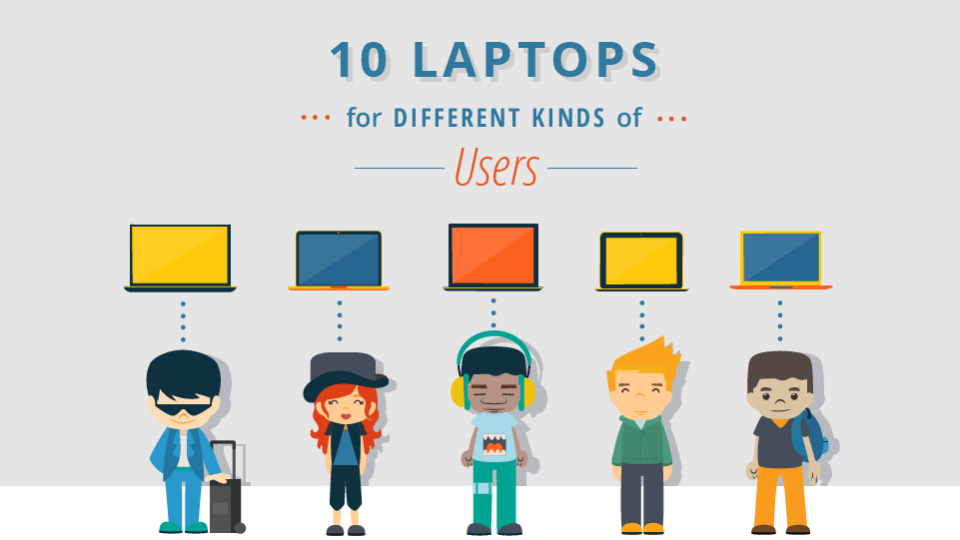 10 LAPTOPS
••• for DIFFERENT KINDS of •••
Users